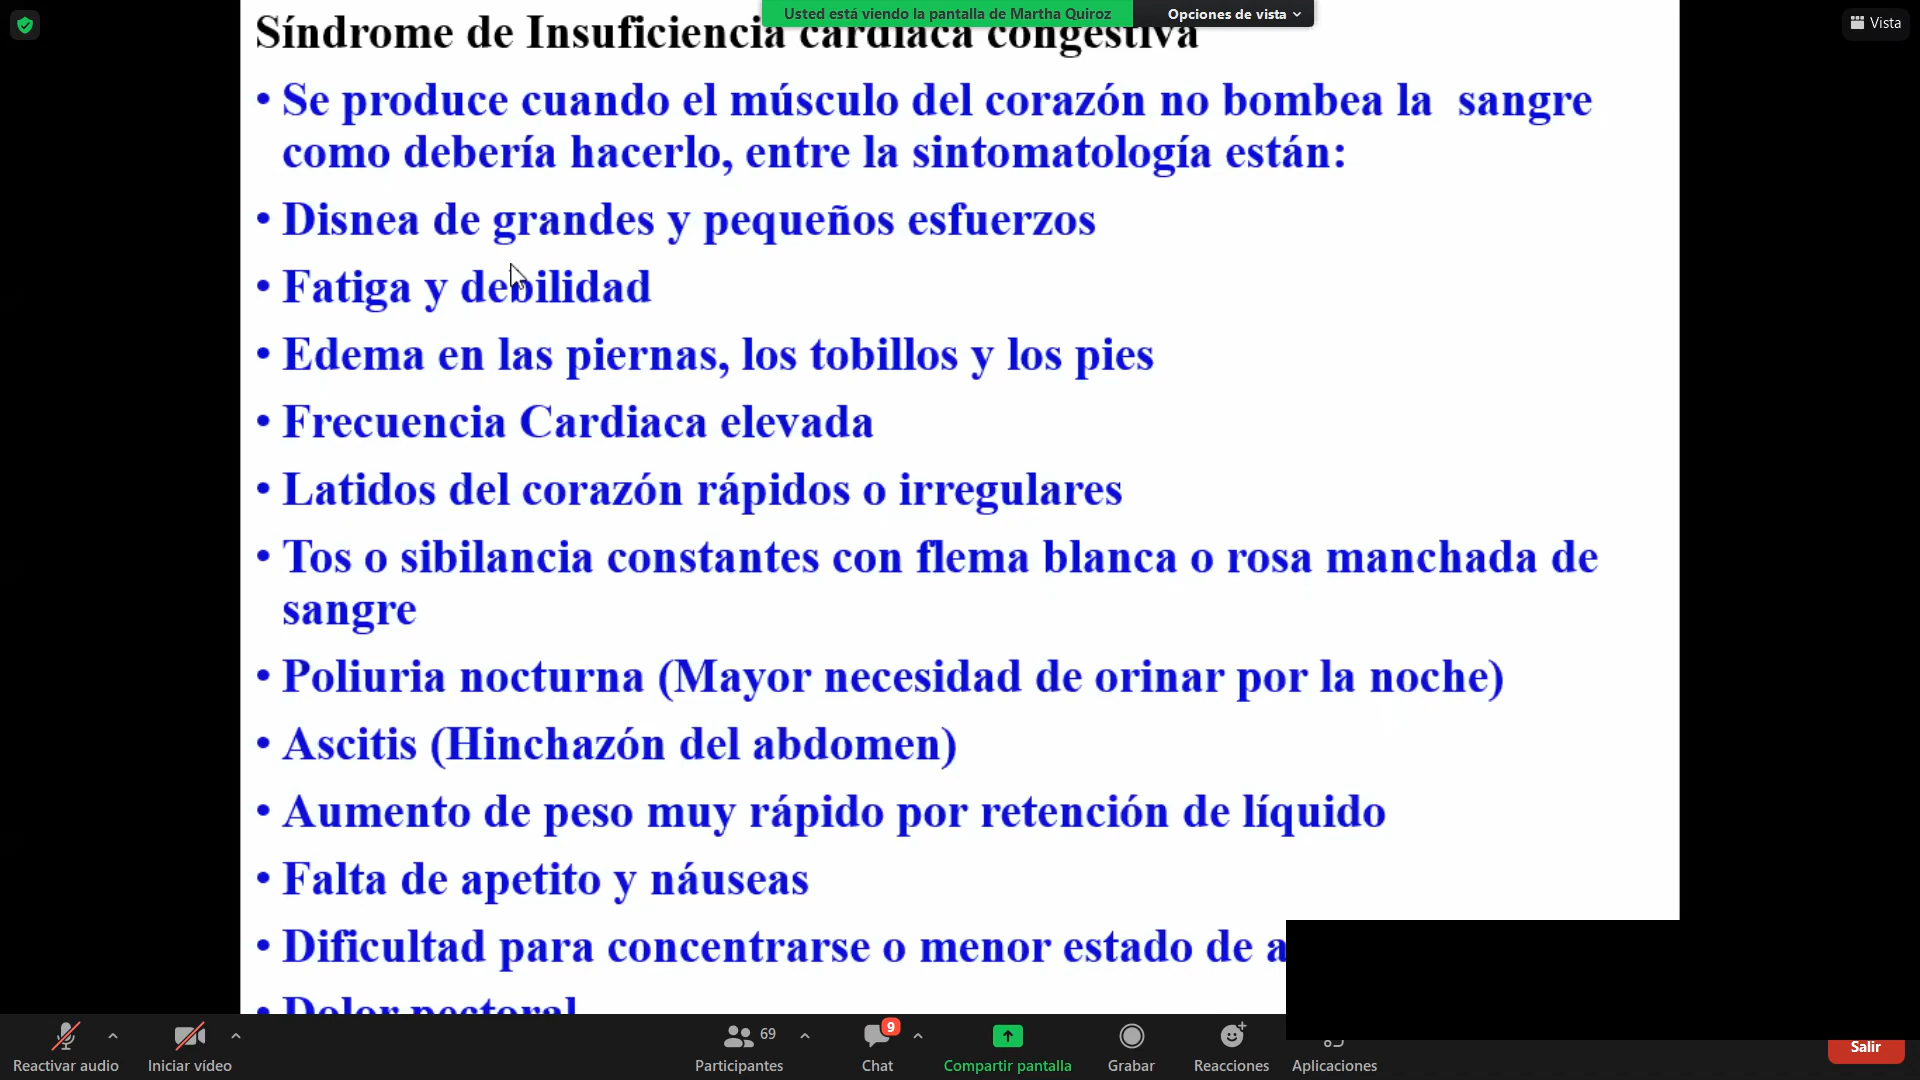 Usted está viendo la pantalla de Martha Quiroz
Opciones de vista
Vista
Síndrome de Insuficiencia cardiaca congestiva
• Se produce cuando el músculo del corazón no bombea la sangre
como debería hacerlo, entre la sintomatología están:
• Disnea de grandes y pequeños esfuerzos
• Fatiga y debilidad
• Edema en las piernas, los tobillos y los pies
• Frecuencia Cardiaca elevada
• Latidos del corazón rápidos o irregulares
• Tos o sibilancia constantes con flema blanca o rosa manchada de
sangre
• Poliuria nocturna (Mayor necesidad de orinar por la noche)
• Ascitis (Hinchazón del abdomen)
• Aumento de peso muy rápido por retención de líquido
• Falta de apetito y náuseas
• Dificultad para concentrarse o menor estado de
• Dolor pectoral
69
9
Reactivar audio
Iniciar vídeo
Participantes
Chat
Compartir pantalla
Grabar
Reacciones
Aplicaciones
Salir